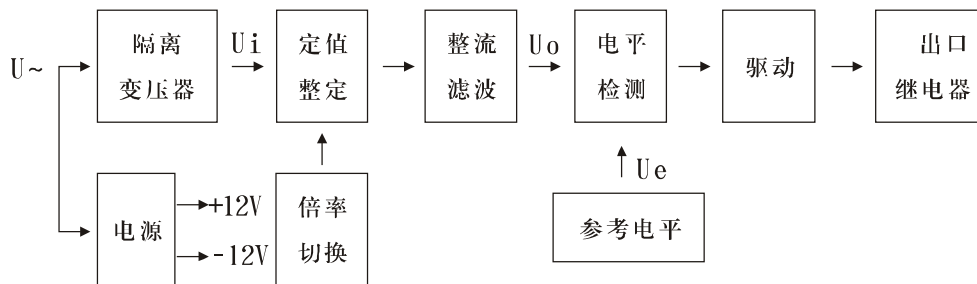 U~
隔离
变压器
Ui
定值
整定
整流
滤波
Uo
电平
检测
驱动
出口
继电器
电源
+12V
-12V
倍率
切换
Ue
参考电平